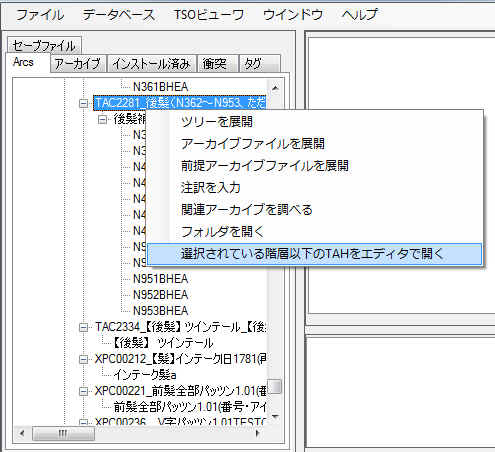 ファイル データベース TSOビューワ ウインドウ ヘルプ
セーブファイル
Arcs アーカイブ インストール済み 衝突 タグ
N361BHEA
TAC2281_後髪(N362～N953、ただ
後髪補
N3
N3
N4
N4
N4
N4
N9
N9
N9
N951BHEA
N952BHEA
N953BHEA
TAC2334_【後髪】ツインテール_【後
【後髪】 ツインテール
XPC00212_【髪】インテーク旧1781(再
インテーク髪a
XPC00221_前髪全部パッツン1.01(番
前髪全部パッツン1.01(番号・アイ
XPC00236_ V字パッツン1.01TESTC
ツリーを展開
アーカイブファイルを展開
前提アーカイブファイルを展開
注訳を入力
関連アーカイブを調べる
フォルダを開く
選択されている階層以下のTAHをエディタで開く